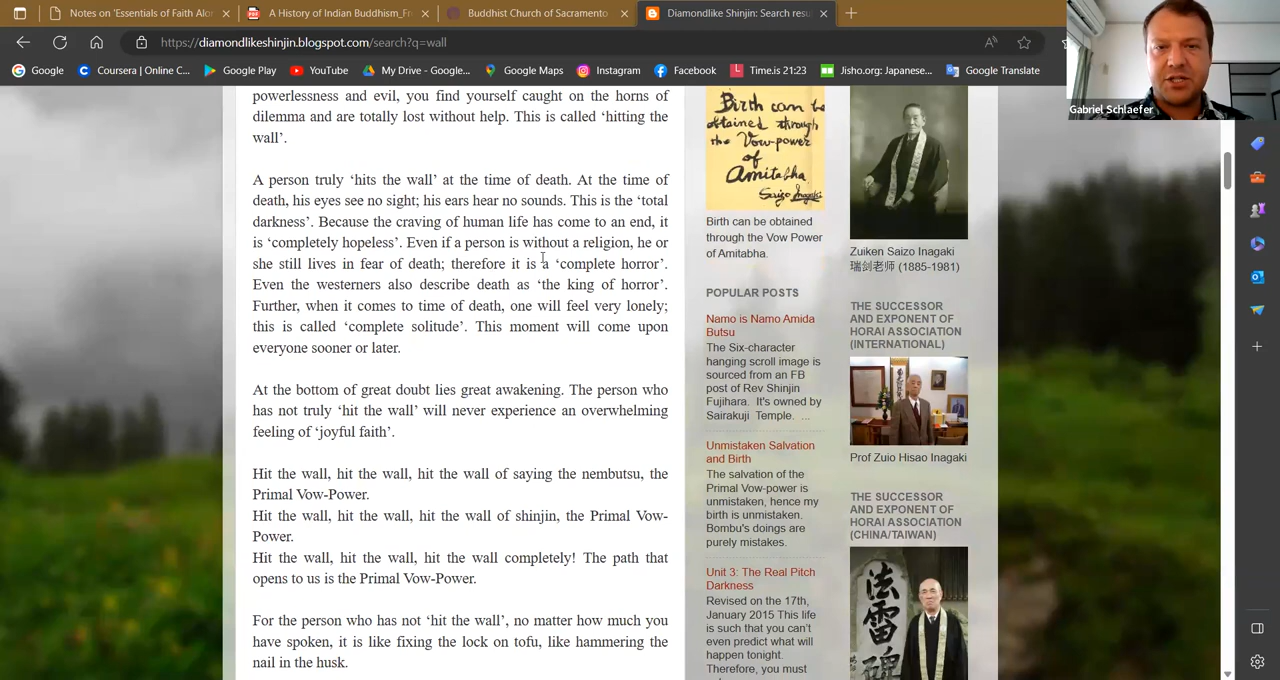 Notes on 'Essentials of Faith Alon
A History of Indian Buddhism_Fr
Buddhist Church of Sacramento
Diamondlike Shinjin: Search resu
https://diamondlikeshinjin.blogspot.com/search?q=wall
Google
Coursera | Online C...
Google Play
YouTube
My Drive - Google...
Google Maps
Instagram
Facebook
Time.is 21:23
Jisho.org: Japanese...
Google Translate
Gabriel Schlaefer
powerlessness and evil, you find yourself caught on the horns of
dilemma and are totally lost without help. This is called 'hitting the
wall'.
A person truly 'hits the wall' at the time of death. At the time of
death, his eyes see no sight; his ears hear no sounds. This is the 'total
darkness'. Because the craving of human life has come to an end, it
is 'completely hopeless'. Even if a person is without a religion, he or
she still lives in fear of death; therefore it is a 'complete horror'.
Even the westerners also describe death as 'the king of horror'.
Further, when it comes to time of death, one will feel very lonely;
this is called 'complete solitude'. This moment will come upon
everyone sooner or later.
At the bottom of great doubt lies great awakening. The person who
has not truly 'hit the wall' will never experience an overwhelming
feeling of 'joyful faith'.
Hit the wall, hit the wall, hit the wall of saying the nembutsu, the
Primal Vow-Power.
Hit the wall, hit the wall, hit the wall of shinjin, the Primal Vow-
Power.
Hit the wall, hit the wall, hit the wall completely! The path that
opens to us is the Primal Vow-Power.
For the person who has not 'hit the wall', no matter how much you
have spoken, it is like fixing the lock on tofu, like hammering the
nail in the husk.
Birth can be
obtained through
the Vow-power
of
Amitabha.
Saizo Inagaki
Birth can be obtained
through the Vow Power
of Amitabha.
POPULAR POSTS
Namo is Namo Amida
Butsu
The Six-character
hanging scroll image is
sourced from an FB
post of Rev Shinjin
Fujihara. It's owned by
Sairakuji Temple. ...
Unmistaken Salvation
and Birth
The salvation of the
Primal Vow-power is
unmistaken, hence my
birth is unmistaken.
Bombu's doings are
purely mistakes.
Unit 3: The Real Pitch
Darkness
Revised on the 17th,
January 2015 This life
is such that you can't
even predict what will
happen tonight.
Therefore, you must
Zuiken Saizo Inagaki
瑞剑老师 (1885-1981)
THE SUCCESSOR
AND EXPONENT OF
HORAI ASSOCIATION
(INTERNATIONAL)
Prof Zuio Hisao Inagaki
THE SUCCESSOR
AND EXPONENT OF
HORAI ASSOCIATION
(CHINA/TAIWAN)
法雷碑